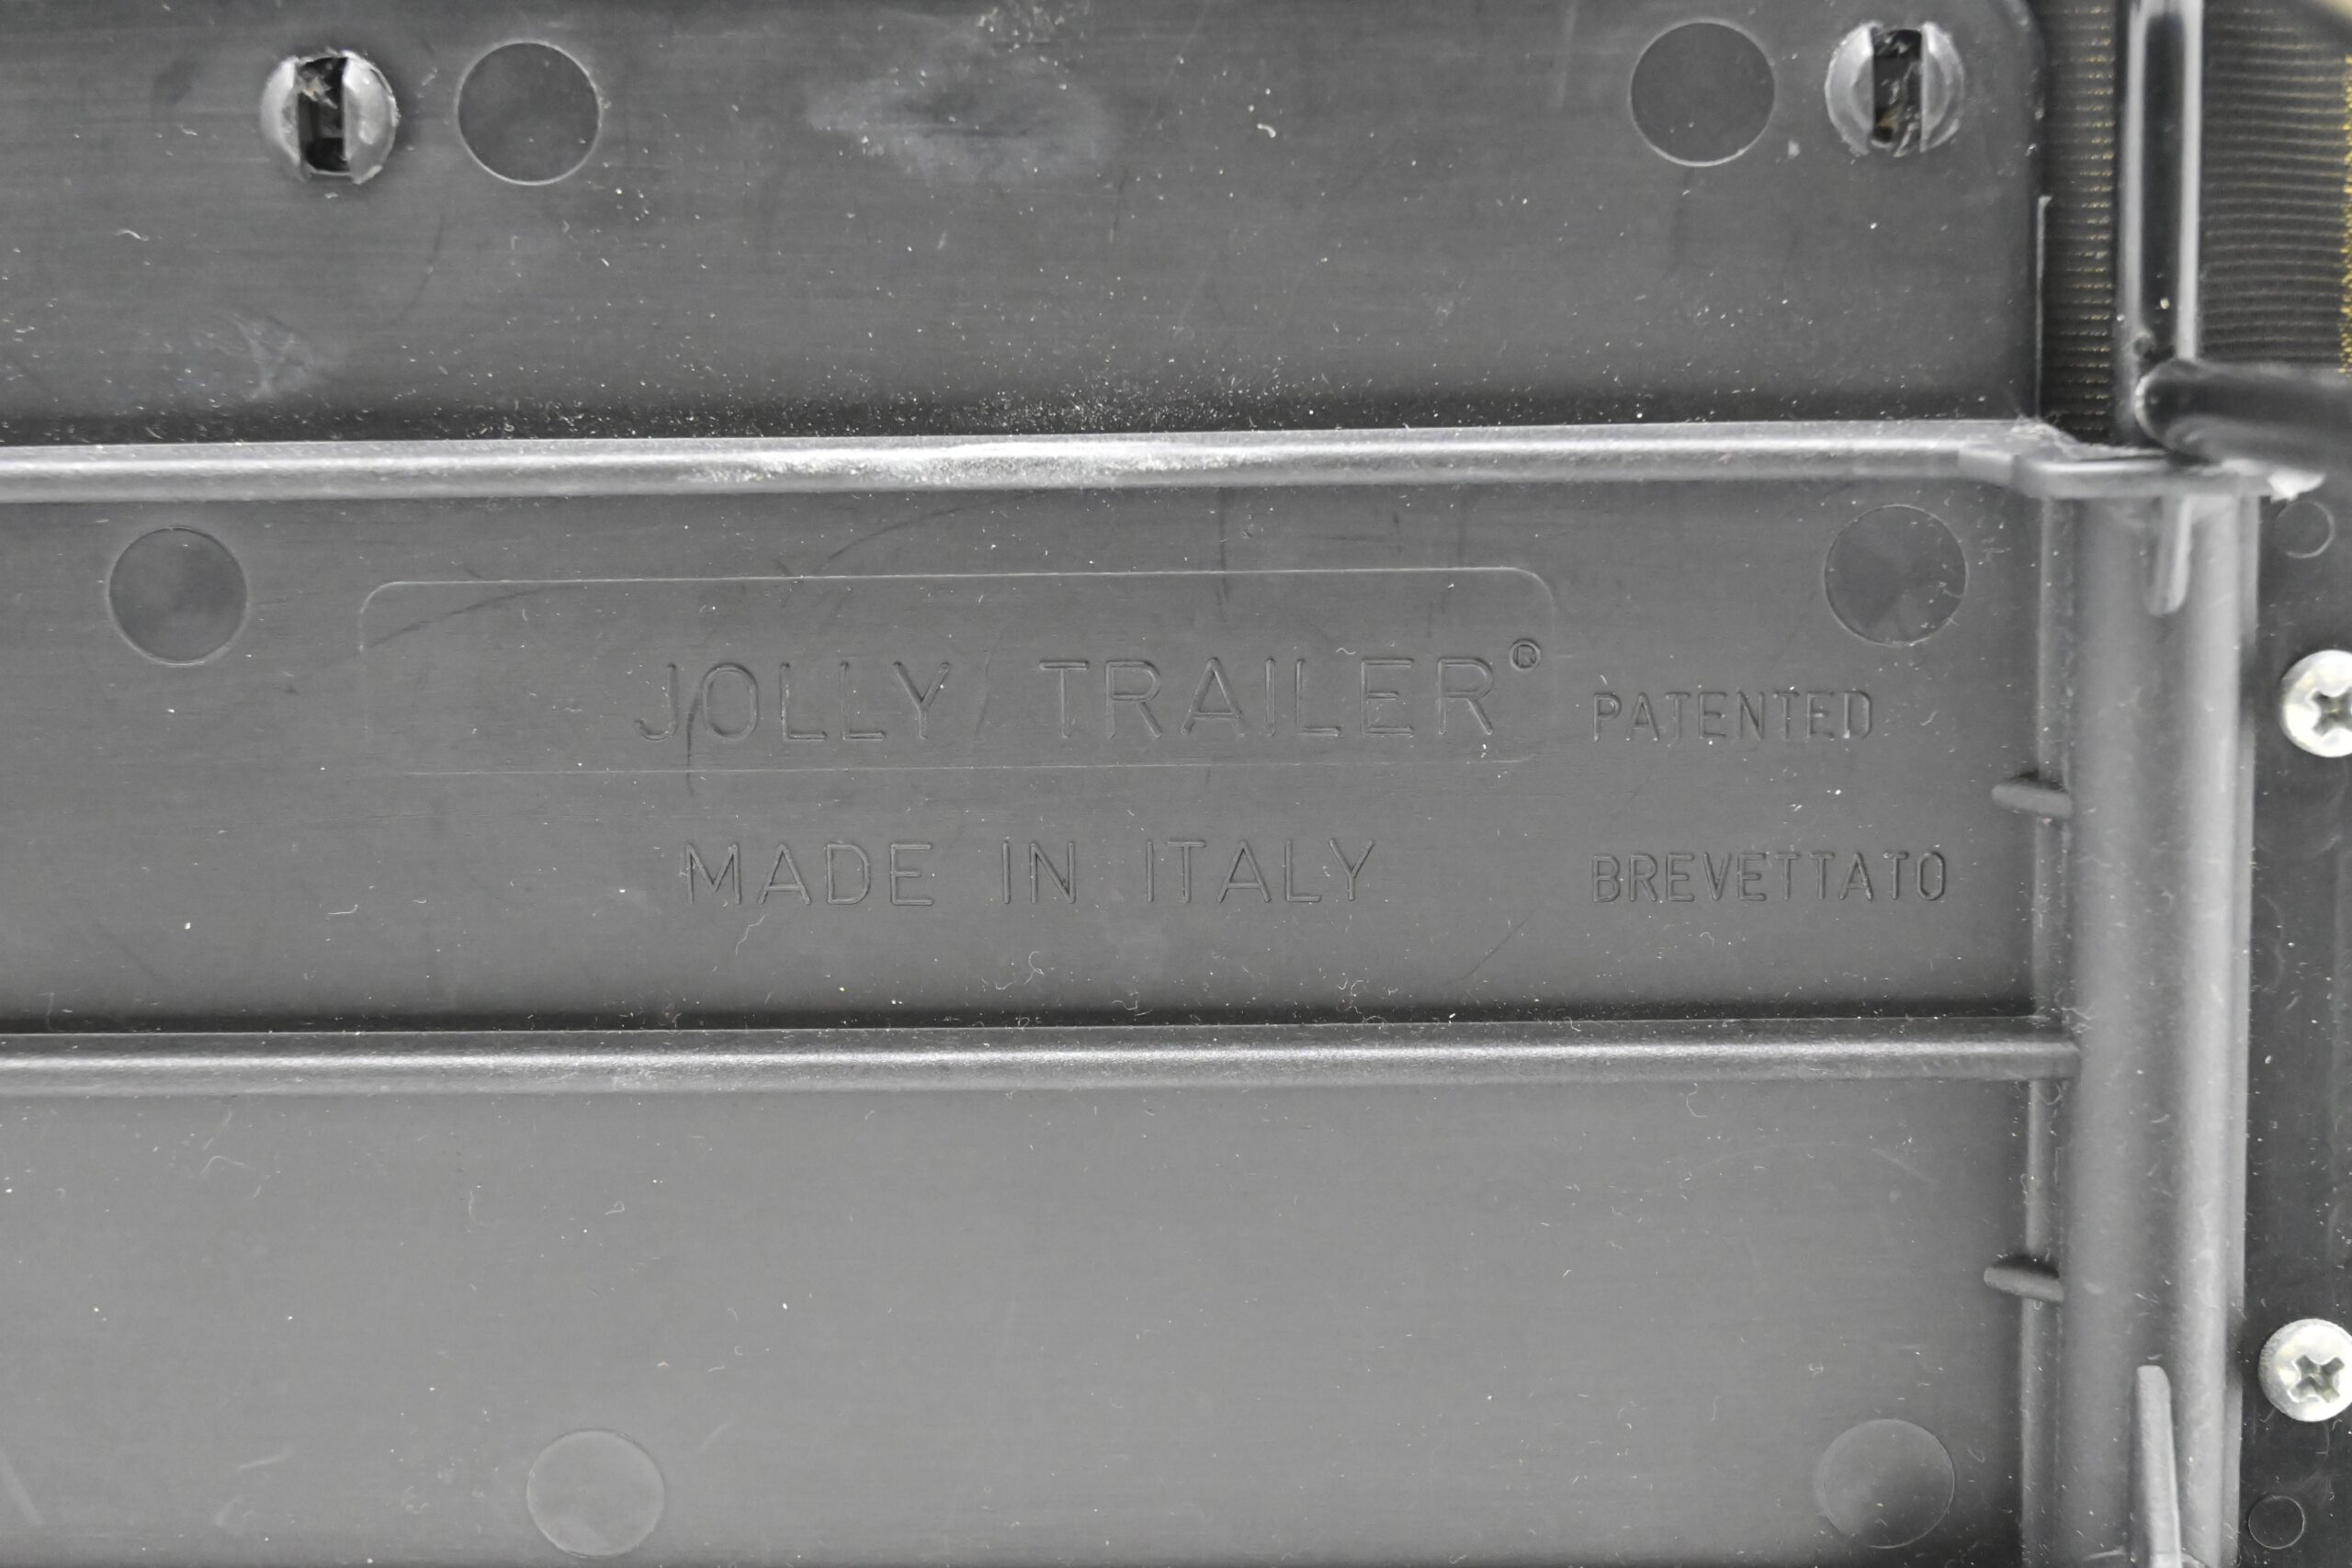 JOLLY TRAILER® PATENTED
MADE IN ITALY BREVETTATO